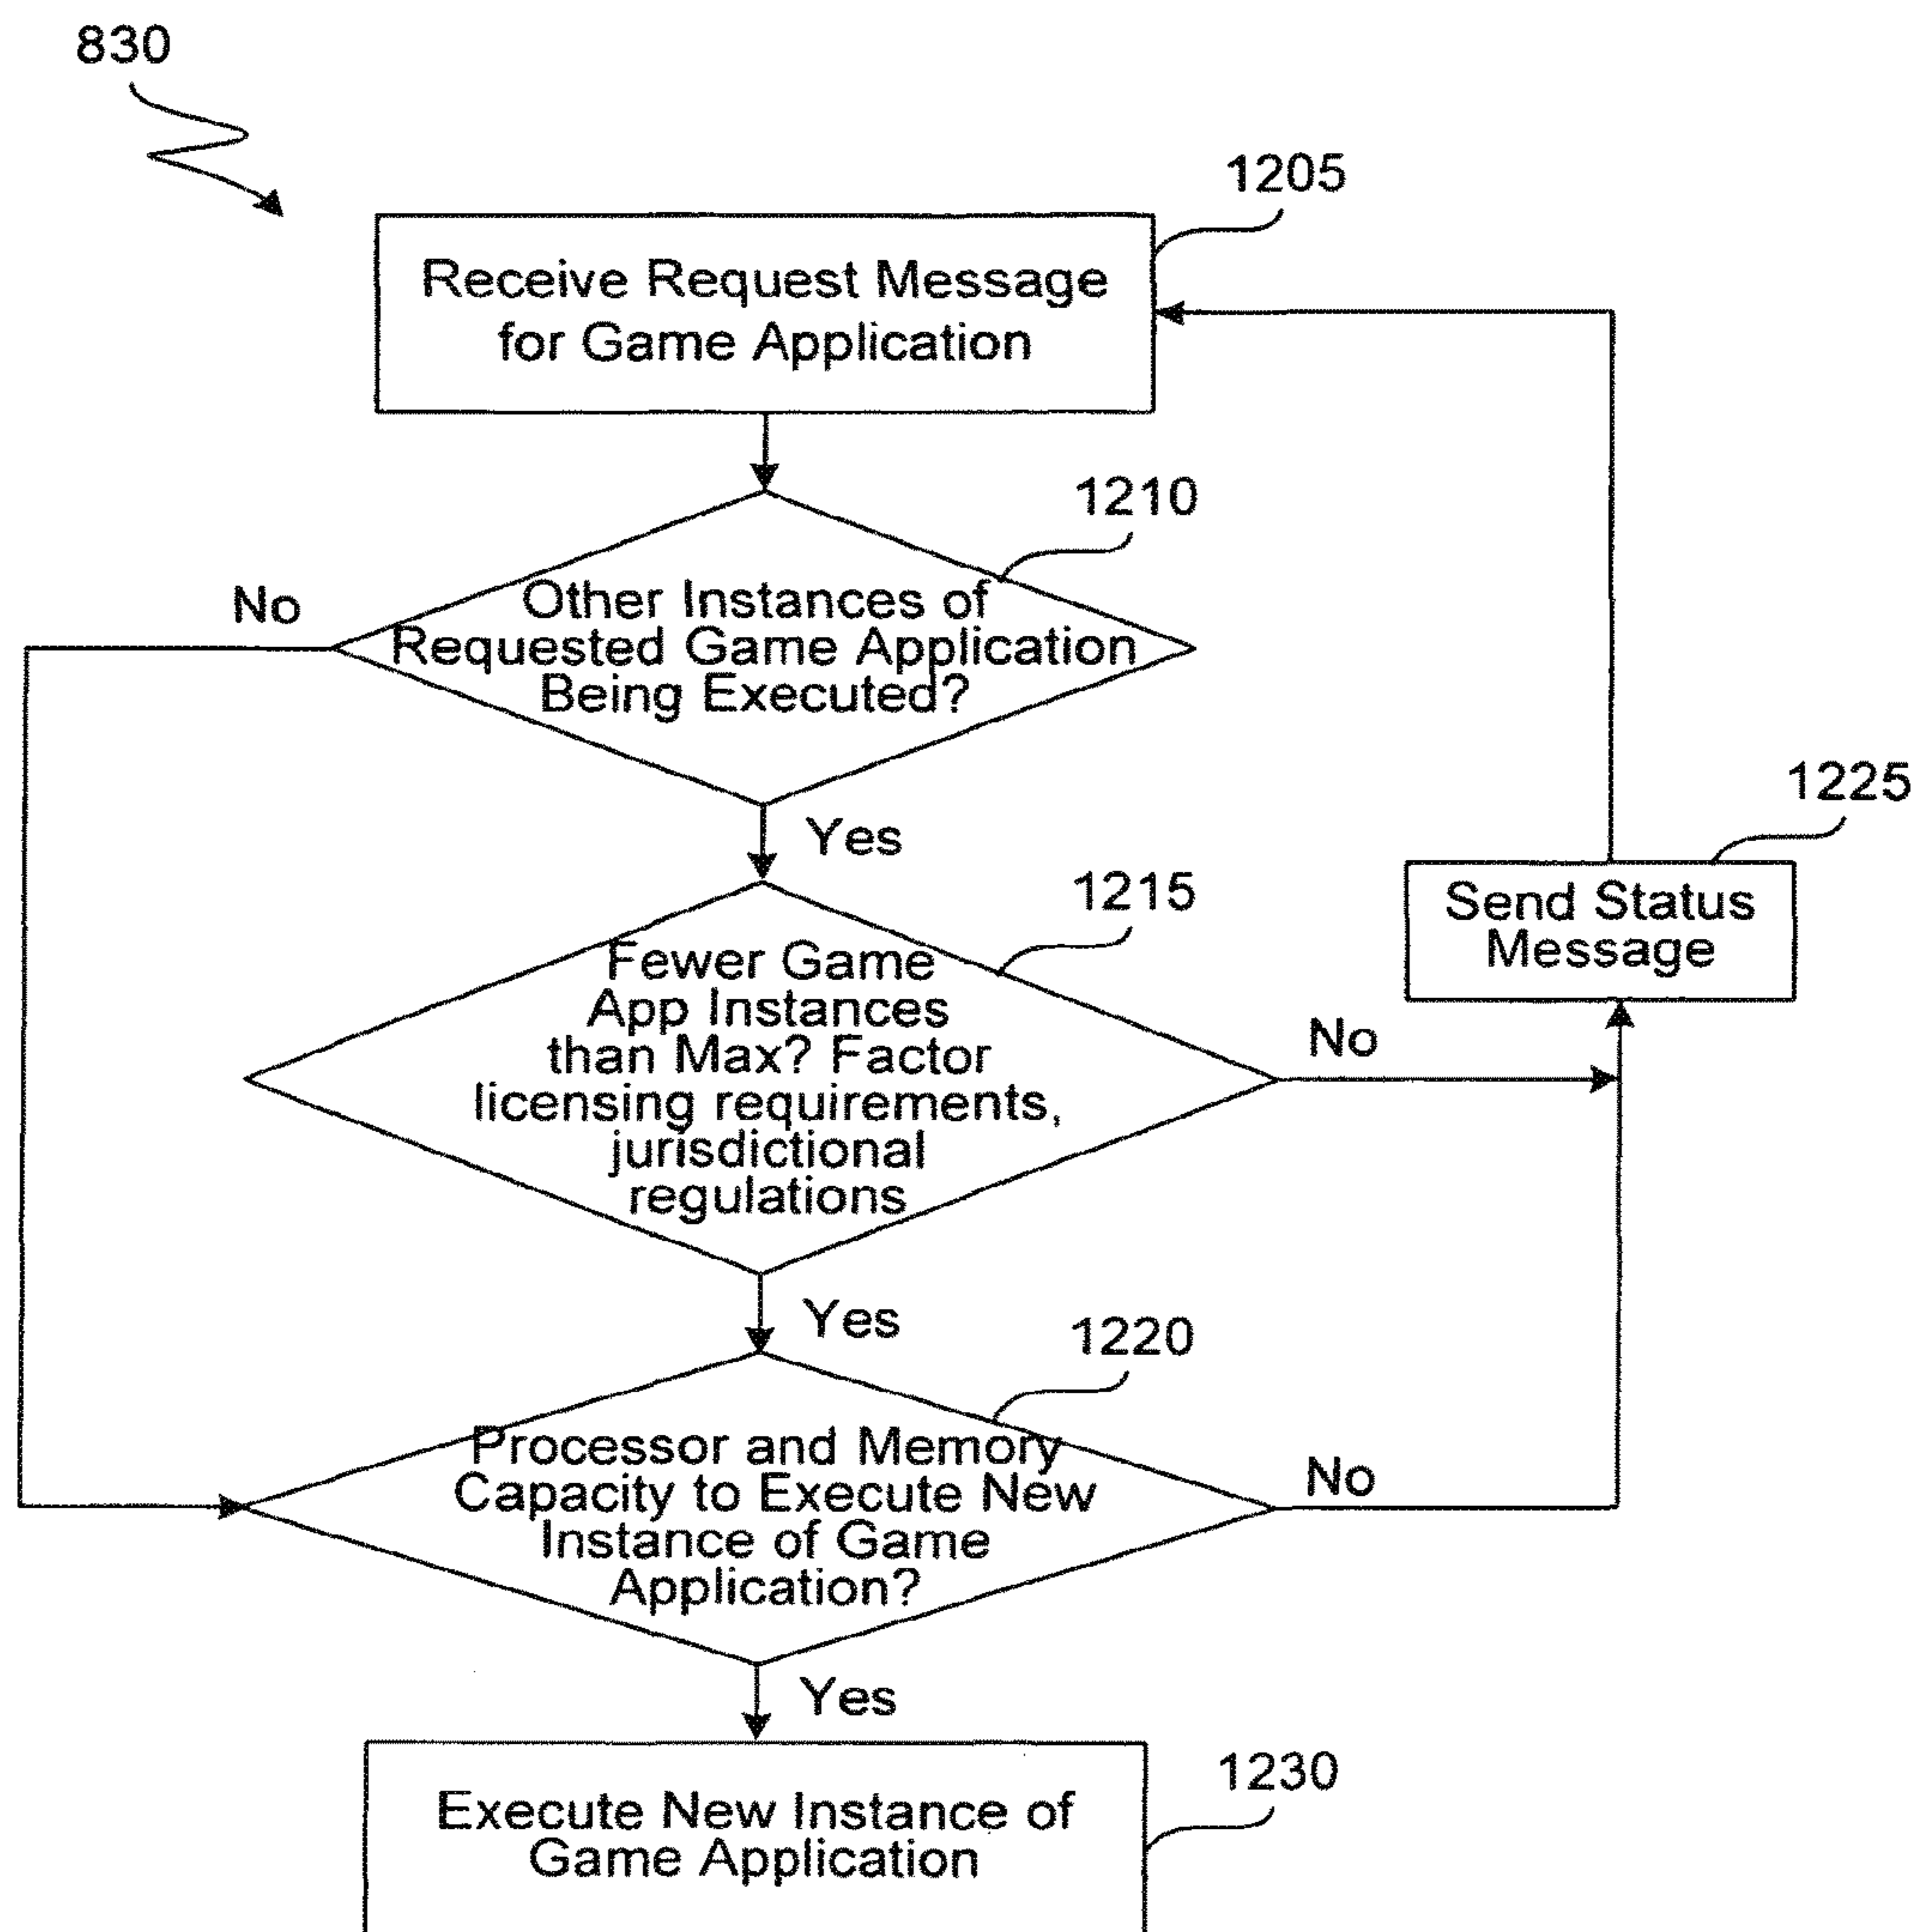 830
1205
Receive Request Message
for Game Application
1210
No
Other Instances of
Requested Game Application
Being Executed?
Yes
1225
Send Status
Message
1215
Fewer Game
App Instances
than Max? Factor
licensing requirements,
jurisdictional
regulations
No
Yes
1220
Processor and Memory
Capacity to Execute New
Instance of Game
Application?
No
Yes
1230
Execute New Instance of
Game Application